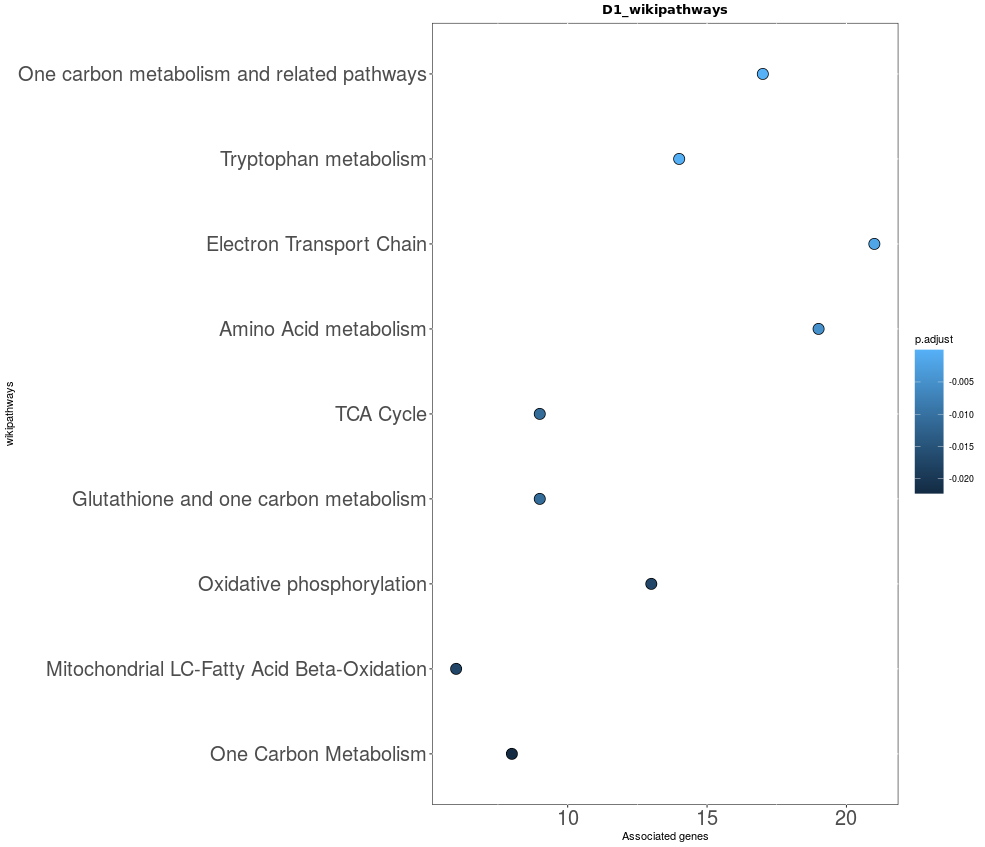 D1_wikipathways
One carbon metabolism and related pathways
Tryptophan metabolism
Electron Transport Chain
Amino Acid metabolism
TCA Cycle
Glutathione and one carbon metabolism
Oxidative phosphorylation
Mitochondrial LC-Fatty Acid Beta-Oxidation
One Carbon Metabolism
wikipathways
10 15 20
Associated genes
p.adjust
-0.005
-0.010
-0.015
-0.020